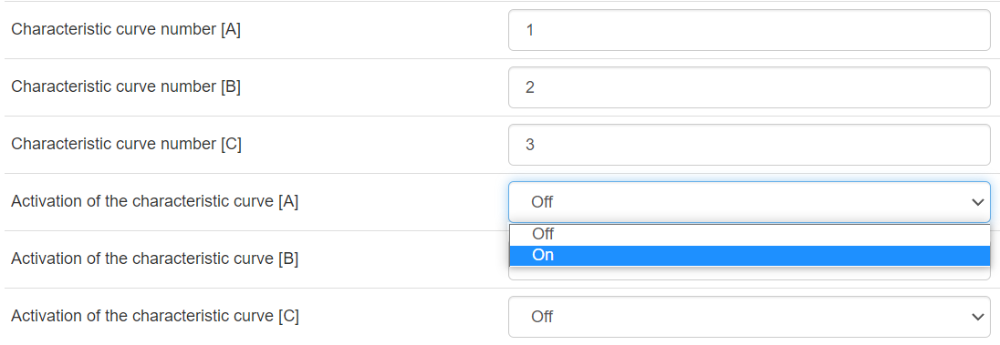 Characteristic curve number [A]
1
Characteristic curve number [B]
2
Characteristic curve number [C]
3
Activation of the characteristic curve [A]
Off
Off
On
Activation of the characteristic curve [B]
Activation of the characteristic curve [C]
Off